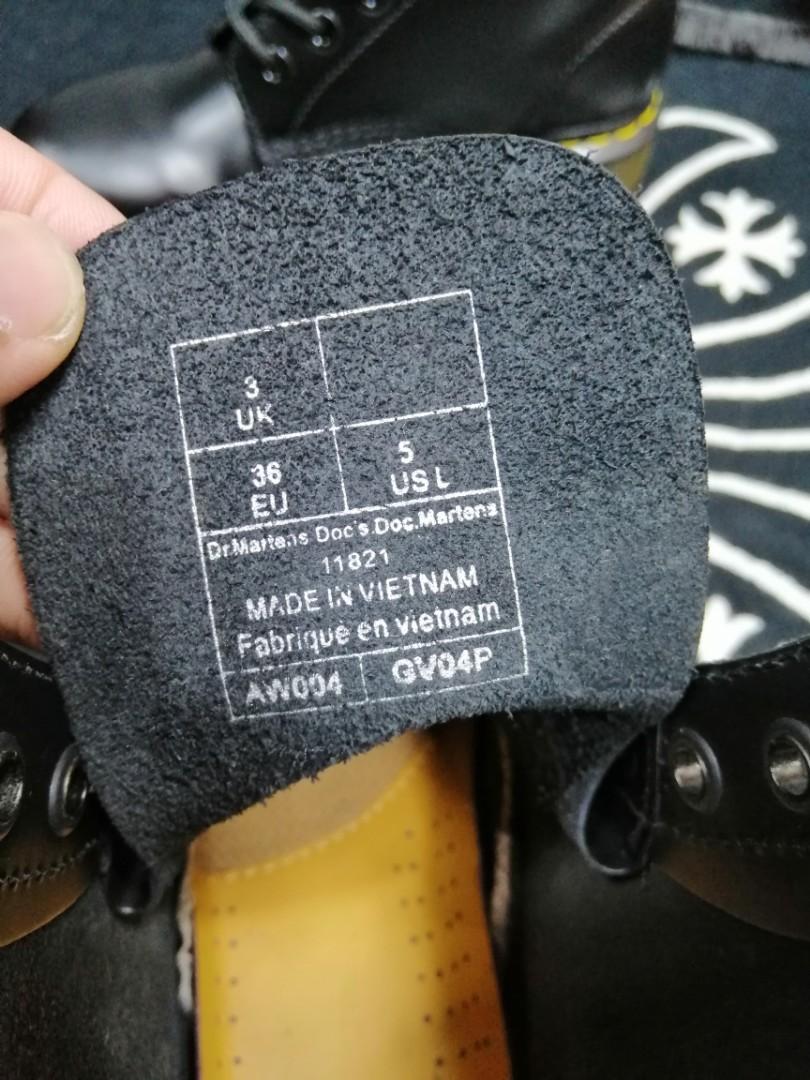 3
UK
36
EU
5
US L
Dr.Martens Doc's.Doc.Martens
11821
MADE IN VIETNAM
Fabriqué en vietnam
AW004
GV04P